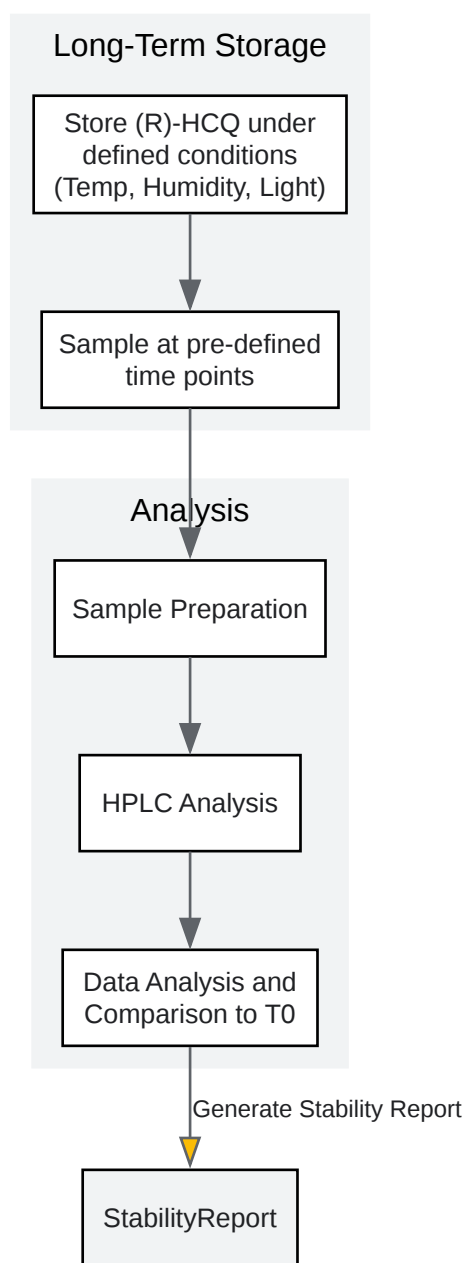 Long-Term Storage
Store (R)-HCQ under
defined conditions
(Temp, Humidity, Light)
Sample at pre-defined
time points
Analysis
Sample Preparation
HPLC Analysis
Data Analysis and
Comparison to T0
Generate Stability Report
StabilityReport